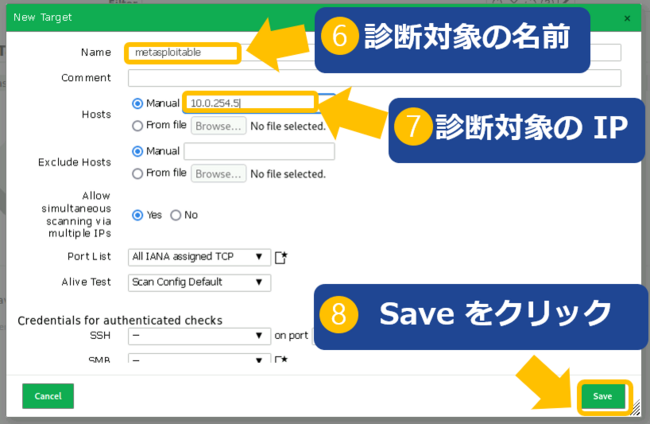 New Target
×
Name metasploitable
⑥ 診断対象の名前
Comment
Hosts
Manual 10.0.254.5
From file Browse... No file selected.
⑦ 診断対象の IP
Exclude Hosts
Manual
From file Browse... No file selected.
Allow
simultaneous
scanning via
multiple IPs
Yes No
Port List All IANA assigned TCP ▼
Alive Test Scan Config Default ▼
Credentials for authenticated checks
SSH -- ▼ on port
⑧ Save をクリック
SMB -- ▼
Cancel
Save